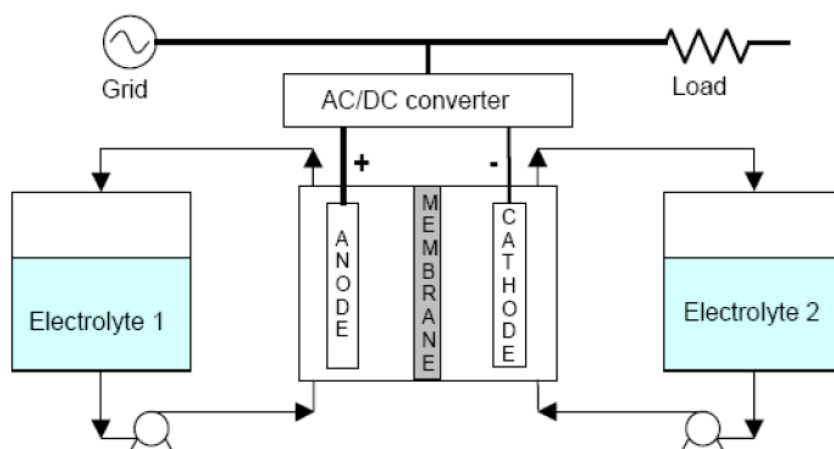 Grid
Load
AC/DC converter
+
-
ANODE
MEMBRANE
CATHODE
Electrolyte 1
Electrolyte 2